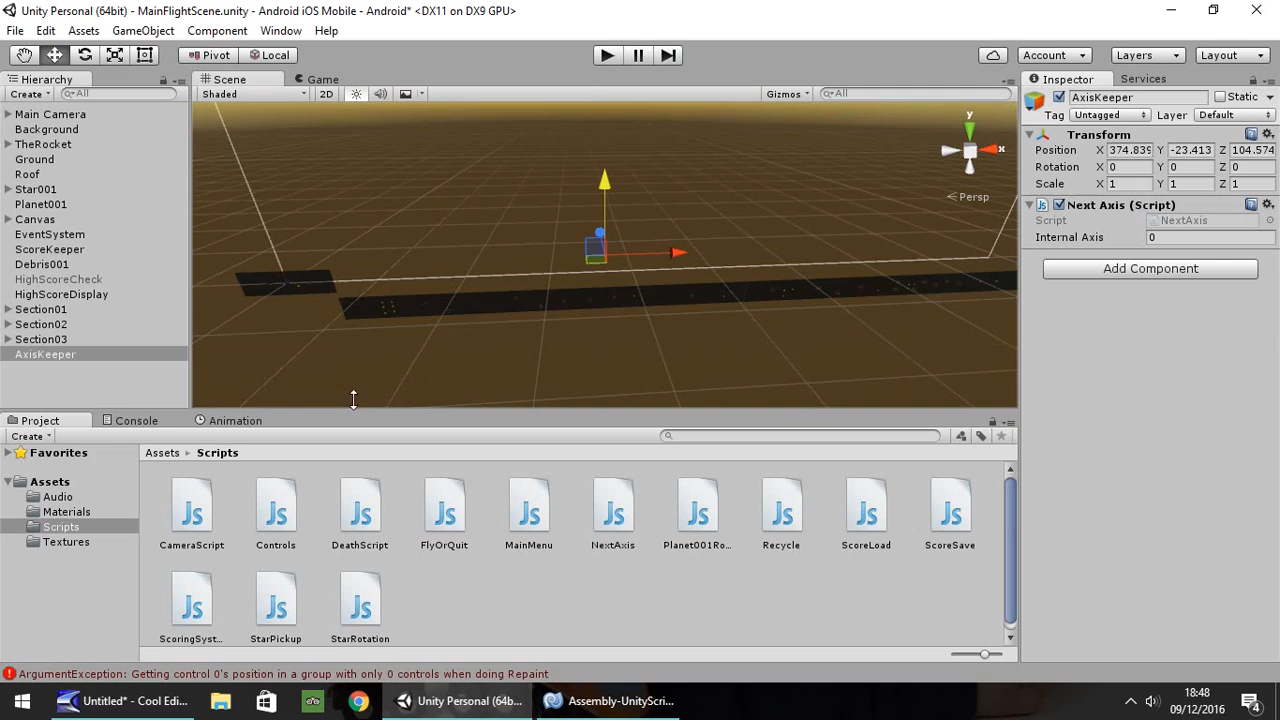 Unity Personal (64bit) - MainFlightScene.unity - Android iOS Mobile - Android* <DX11 on DX9 GPU>
File Edit Assets GameObject Component Window Help
Pivot Local Account Layers Layout
Hierarchy
Create All
Main Camera
Background
TheRocket
Ground
Roof
Star001
Planet001
Canvas
EventSystem
ScoreKeeper
Debris001
HighScoreCheck
HighScoreDisplay
Section01
Section02
Section03
AxisKeeper
Scene Game
Shaded 2D Gizmos All
y
x
Persp
Inspector Services
AxisKeeper Static
Tag Untagged Layer Default
Transform
Position X 374.839 Y -23.413 Z 104.574
Rotation X 0 Y 0 Z 0
Scale X 1 Y 1 Z 1
Next Axis (Script)
Script NextAxis
Internal Axis 0
Add Component
Project Console Animation
Create
Favorites
Assets
Audio
Materials
Scripts
Textures
Assets Scripts
CameraScript Controls DeathScript FlyOrQuit MainMenu NextAxis Planet001Ro... Recycle ScoreLoad ScoreSave
ScoringSyst... StarPickup StarRotation
ArgumentException: Getting control 0's position in a group with only 0 controls when doing Repaint
Untitled* - Cool Edi... Unity Personal (64b... Assembly-UnityScri...
18:48
09/12/2016
4